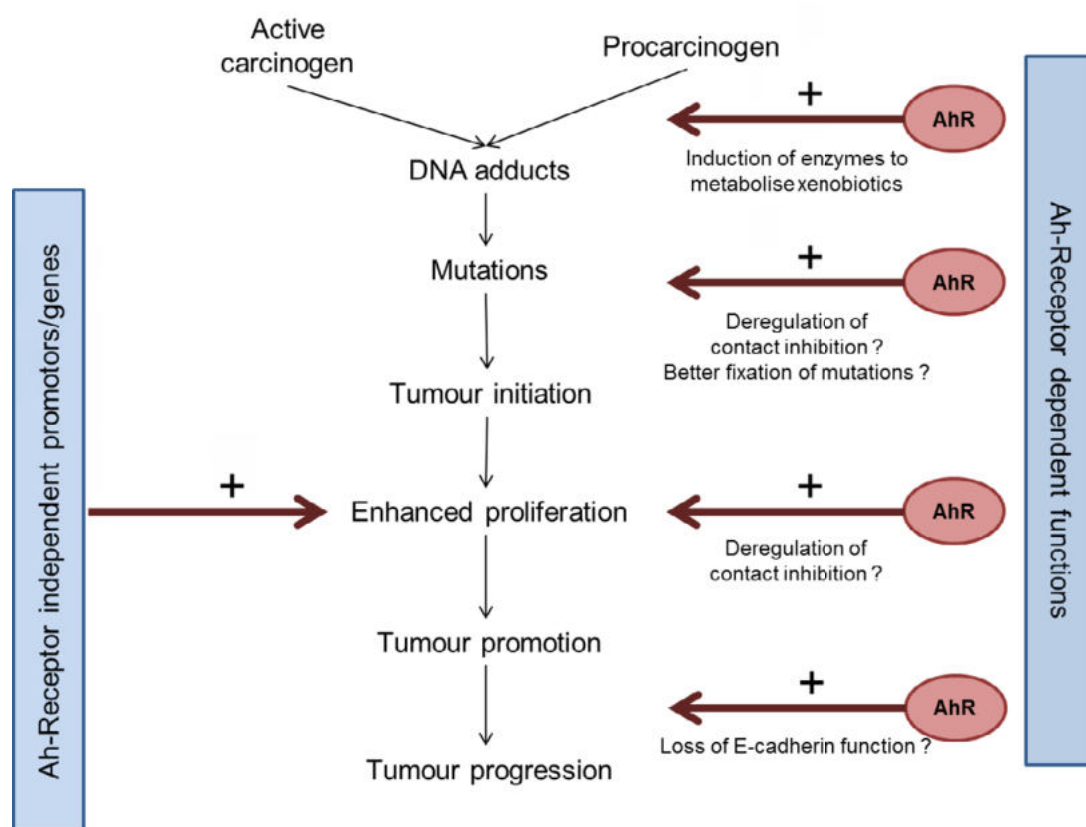 Active
carcinogen
Procarcinogen
+
AhR
Induction of enzymes to
metabolise xenobiotics
DNA adducts
+
AhR
Mutations
Deregulation of
contact inhibition ?
Better fixation of mutations ?
Tumour initiation
+
+
AhR
Enhanced proliferation
Deregulation of
contact inhibition ?
Tumour promotion
+
AhR
Loss of E-cadherin function ?
Tumour progression
Ah-Receptor independent promotors/genes
Ah-Receptor dependent functions